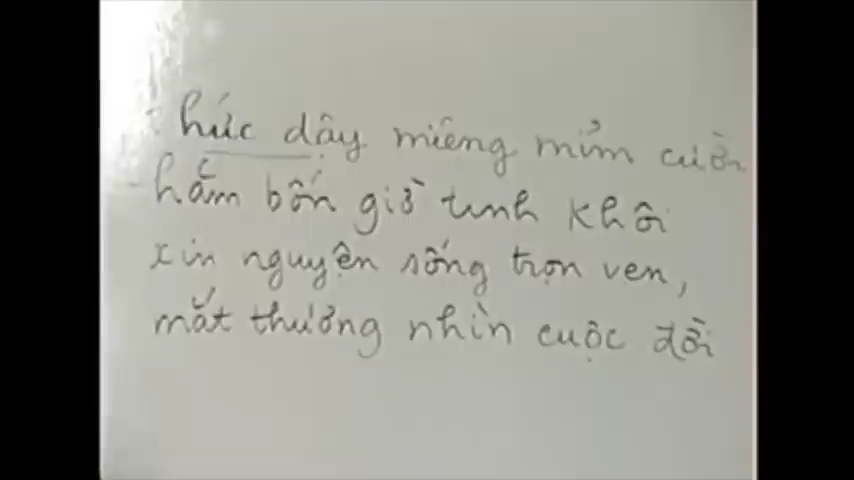 thức dậy miệng mỉm cười
hăm bốn giờ tinh khôi
xin nguyện sống trọn vẹn,
mắt thương nhìn cuộc đời